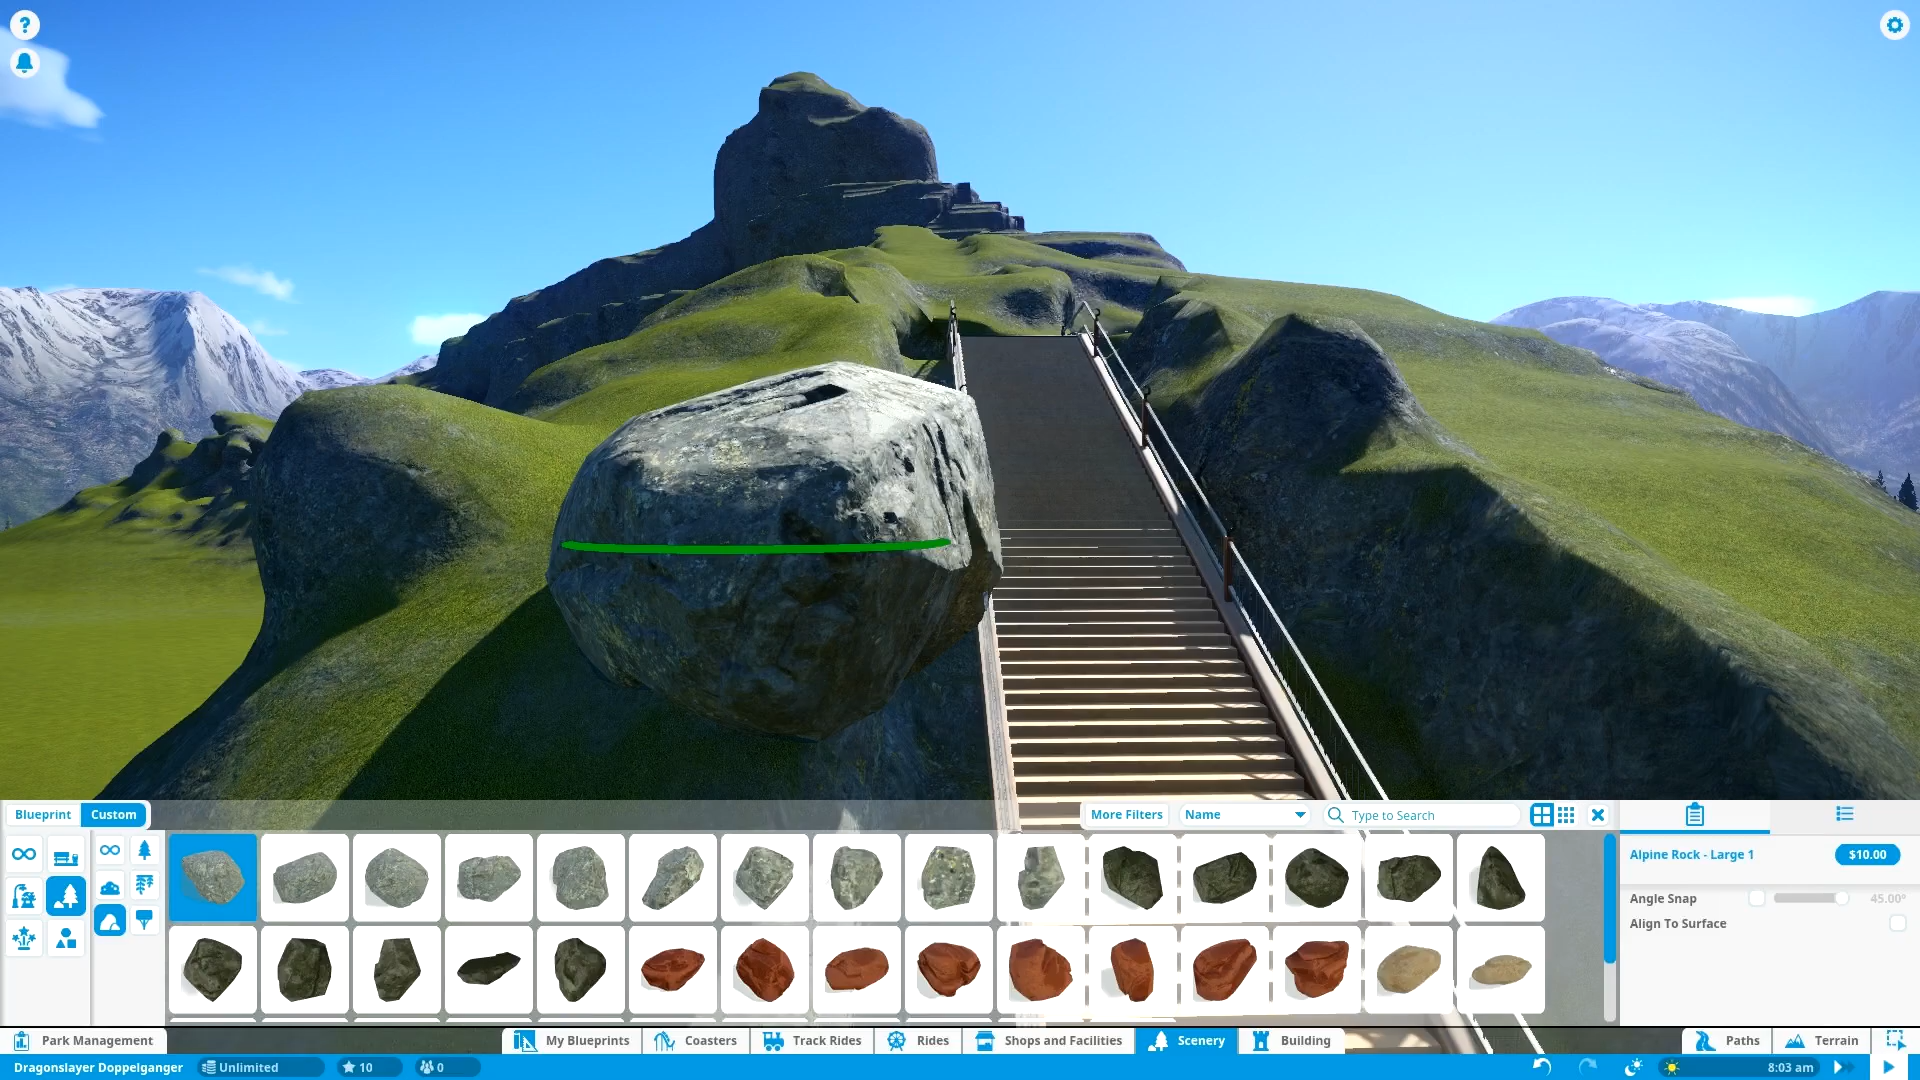 ?
Blueprint Custom More Filters Name Type to Search
Alpine Rock - Large 1 $10.00
Angle Snap 45.00°
Align To Surface
Park Management My Blueprints Coasters Track Rides Rides Shops and Facilities Scenery Building Paths Terrain
Dragonslayer Doppelganger Unlimited 10 0 8:03 am